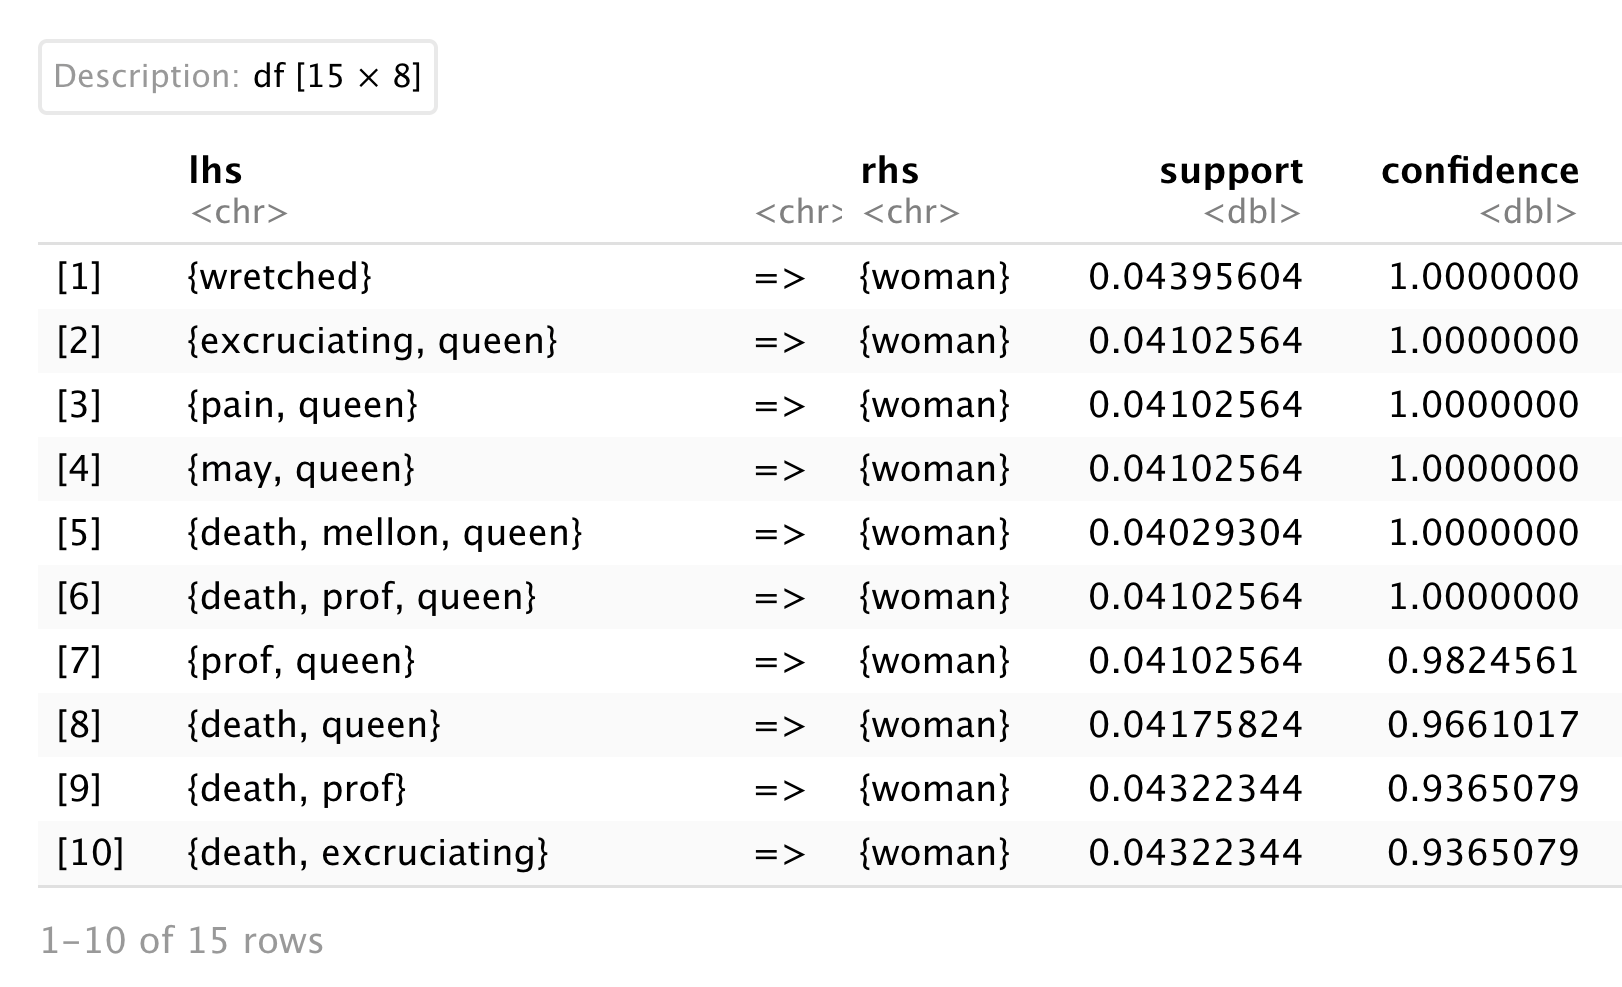 Description: df [15 × 8]
lhs rhs support confidence
<chr> <chr> <chr> <dbl> <dbl>
[1] {wretched} => {woman} 0.04395604 1.0000000
[2] {excruciating, queen} => {woman} 0.04102564 1.0000000
[3] {pain, queen} => {woman} 0.04102564 1.0000000
[4] {may, queen} => {woman} 0.04102564 1.0000000
[5] {death, mellon, queen} => {woman} 0.04029304 1.0000000
[6] {death, prof, queen} => {woman} 0.04102564 1.0000000
[7] {prof, queen} => {woman} 0.04102564 0.9824561
[8] {death, queen} => {woman} 0.04175824 0.9661017
[9] {death, prof} => {woman} 0.04322344 0.9365079
[10] {death, excruciating} => {woman} 0.04322344 0.9365079
1–10 of 15 rows